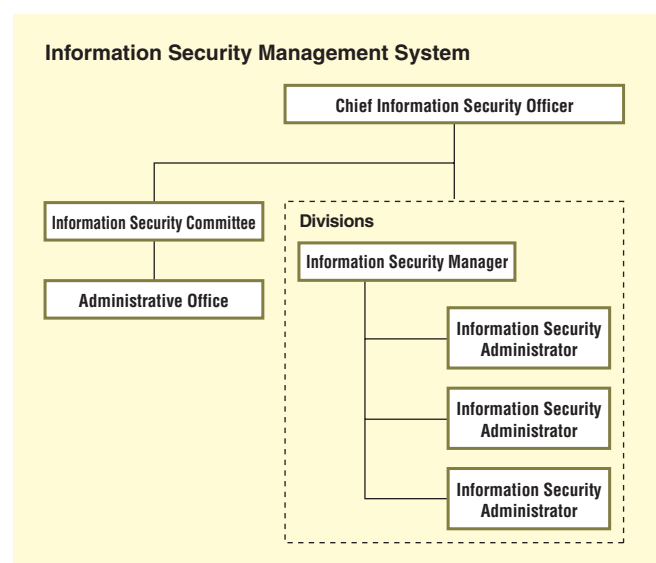 Information Security Management System
Chief Information Security Officer
Information Security Committee
Administrative Office
Divisions
Information Security Manager
Information Security
Administrator
Information Security
Administrator
Information Security
Administrator